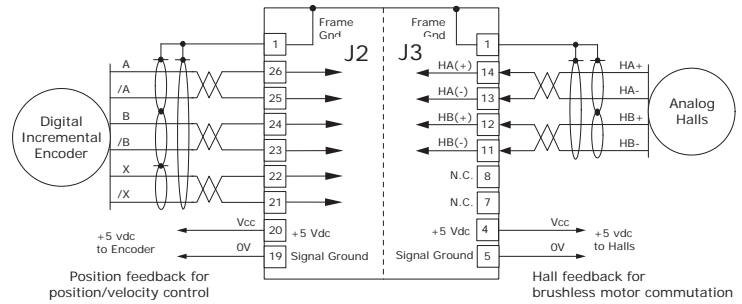 Frame
Gnd
J2
1
A
26
/A
25
Digital
Incremental
Encoder
B
24
/B
23
X
22
/X
21
Vcc
20
+5 Vdc
+5 vdc
to Encoder
0V
19
Signal Ground
Position feedback for
position/velocity control
Frame
Gnd
J3
1
HA(+)
14
HA+
HA(-)
13
HA-
HB(+)
12
HB+
HB(-)
11
HB-
Analog
Halls
N.C.
8
N.C.
7
+5 Vdc
4
Vcc
+5 vdc
to Halls
Signal Ground
5
0V
Hall feedback for
brushless motor commutation